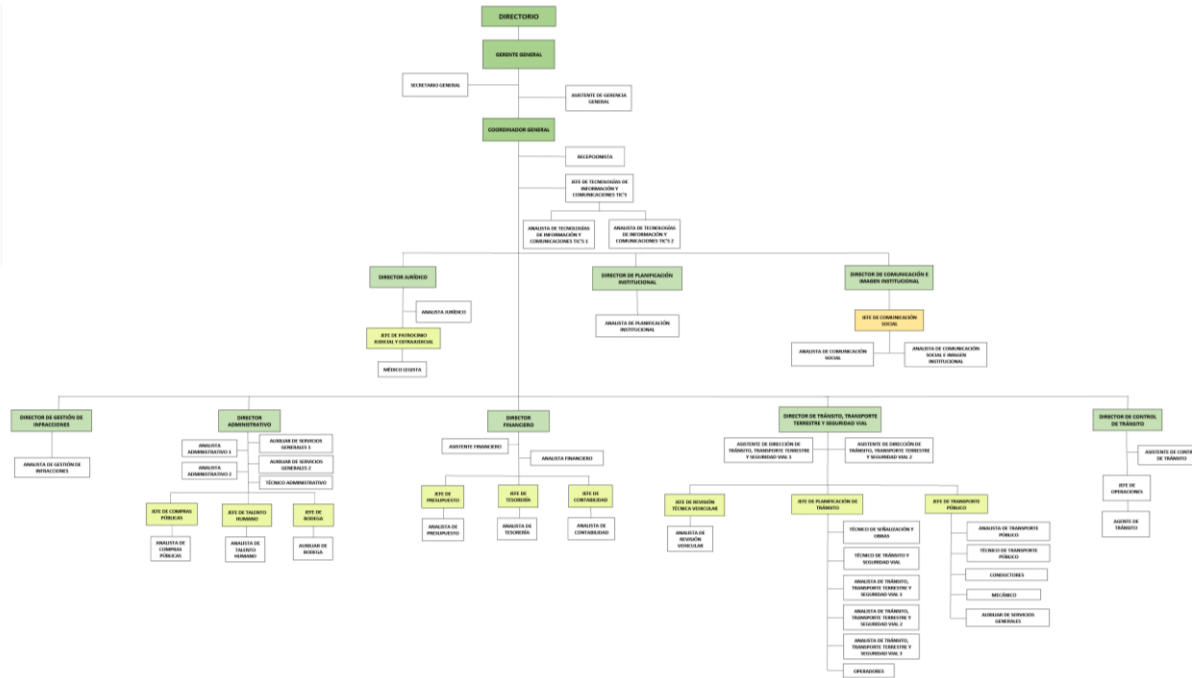 DIRECTORIO
GERENTE GENERAL
SECRETARIO GENERAL
ASISTENTE DE GERENCIA
GENERAL
COORDINADOR GENERAL
RECEPCIONISTA
JEFE DE TECNOLOGÍAS DE
INFORMACIÓN Y
COMUNICACIONES TIC'S
ANALISTA DE TECNOLOGÍAS
DE INFORMACIÓN Y
COMUNICACIONES TIC'S 1
ANALISTA DE TECNOLOGÍAS
DE INFORMACIÓN Y
COMUNICACIONES TIC'S 2
DIRECTOR JURÍDICO
DIRECTOR DE PLANIFICACIÓN
INSTITUCIONAL
DIRECTOR DE COMUNICACIÓN E
IMAGEN INSTITUCIONAL
ANALISTA JURÍDICO
JEFE DE PATROCINIO
JUDICIAL Y EXTRAJUDICIAL
MÉDICO LEGISTA
ANALISTA DE PLANIFICACIÓN
INSTITUCIONAL
JEFE DE COMUNICACIÓN
SOCIAL
ANALISTA DE COMUNICACIÓN
SOCIAL
ANALISTA DE COMUNICACIÓN
SOCIAL E IMAGEN
INSTITUCIONAL
DIRECTOR DE GESTIÓN DE
INFRACCIONES
ANALISTA DE GESTIÓN DE
INFRACCIONES
DIRECTOR
ADMINISTRATIVO
ANALISTA
ADMINISTRATIVO 1
AUXILIAR DE SERVICIOS
GENERALES 1
ANALISTA
ADMINISTRATIVO 2
AUXILIAR DE SERVICIOS
GENERALES 2
TÉCNICO ADMINISTRATIVO
JEFE DE COMPRAS
PÚBLICAS
JEFE DE TALENTO
HUMANO
JEFE DE
BODEGA
ANALISTA DE
COMPRAS
PÚBLICAS
ANALISTA DE
TALENTO
HUMANO
AUXILIAR DE
BODEGA
DIRECTOR
FINANCIERO
ASISTENTE FINANCIERO
ANALISTA FINANCIERO
JEFE DE
PRESUPUESTO
JEFE DE
TESORERÍA
JEFE DE
CONTABILIDAD
ANALISTA DE
PRESUPUESTO
ANALISTA DE
TESORERÍA
ANALISTA DE
CONTABILIDAD
DIRECTOR DE TRÁNSITO, TRANSPORTE
TERRESTRE Y SEGURIDAD VIAL
ASISTENTE DE DIRECCIÓN DE
TRÁNSITO, TRANSPORTE TERRESTRE
Y SEGURIDAD VIAL 1
ASISTENTE DE DIRECCIÓN DE
TRÁNSITO, TRANSPORTE TERRESTRE
Y SEGURIDAD VIAL 2
JEFE DE REVISIÓN
TÉCNICA VEHICULAR
ANALISTA DE
REVISIÓN
VEHICULAR
JEFE DE PLANIFICACIÓN DE
TRÁNSITO
TÉCNICO DE SEÑALIZACIÓN Y
OBRAS
TÉCNICO DE TRÁNSITO Y
SEGURIDAD VIAL
ANALISTA DE TRÁNSITO,
TRANSPORTE TERRESTRE Y
SEGURIDAD VIAL 1
ANALISTA DE TRÁNSITO,
TRANSPORTE TERRESTRE Y
SEGURIDAD VIAL 2
ANALISTA DE TRÁNSITO,
TRANSPORTE TERRESTRE Y
SEGURIDAD VIAL 3
OPERADORES
JEFE DE TRANSPORTE
PÚBLICO
ANALISTA DE TRANSPORTE
PÚBLICO
TÉCNICO DE TRANSPORTE
PÚBLICO
CONDUCTORES
MECÁNICO
AUXILIAR DE SERVICIOS
GENERALES
DIRECTOR DE CONTROL
DE TRÁNSITO
ASISTENTE DE CONTR
DE TRÁNSITO
JEFE DE
OPERACIONES
AGENTE DE
TRÁNSITO